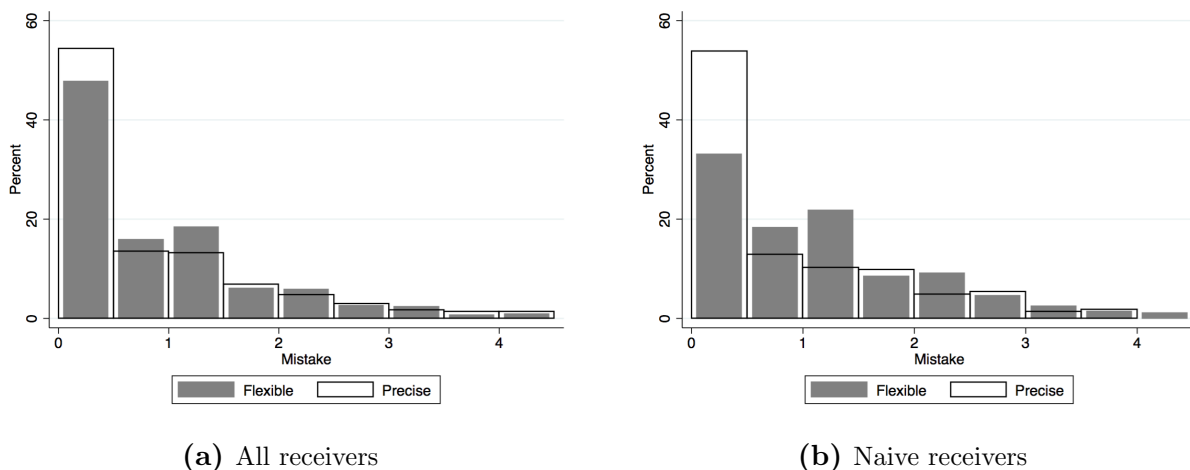 60
40
20
0
Percent
0 1 2 3 4
Mistake
Flexible Precise
(a) All receivers
60
40
20
0
Percent
0 1 2 3 4
Mistake
Flexible Precise
(b) Naive receivers